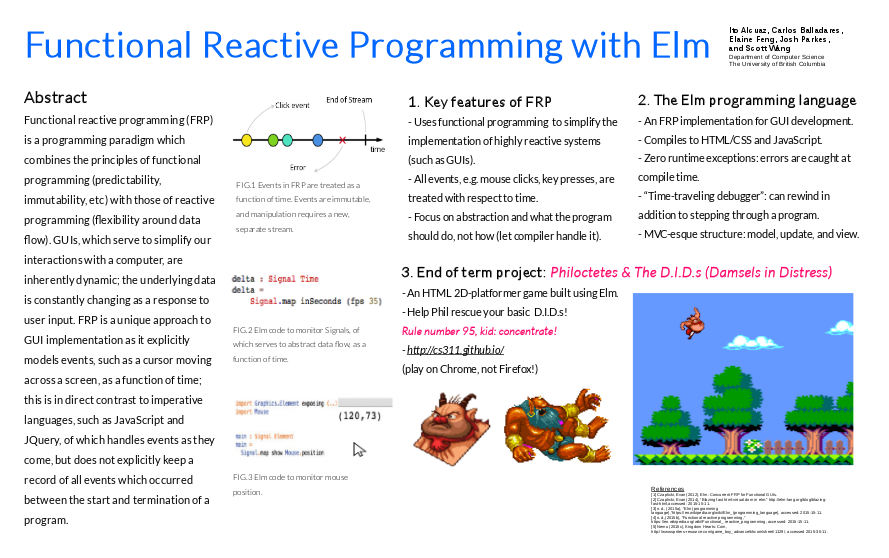 Functional Reactive Programming with Elm
Ito Alcuaz, Carlos Balladares,
Elaine Feng, Josh Parkes,
and Scott Wang
Department of Computer Science
The University of British Columbia
Abstract
Functional reactive programming (FRP)
is a programming paradigm which
combines the principles of functional
programming (predictability,
immutability, etc) with those of reactive
programming (flexibility around data
flow). GUIs, which serve to simplify our
interactions with a computer, are
inherently dynamic; the underlying data
is constantly changing as a response to
user input. FRP is a unique approach to
GUI implementation as it explicitly
models events, such as a cursor moving
across a screen, as a function of time;
this is in direct contrast to imperative
languages, such as JavaScript and
JQuery, of which handles events as they
come, but does not explicitly keep a
record of all events which occurred
between the start and termination of a
program.
Click event
End of Stream
time
Error
FIG.1 Events in FRP are treated as a
function of time. Events are immutable,
and manipulation requires a new,
separate stream.
delta : Signal Time
delta =
Signal.map inSeconds (fps 35)
FIG.2 Elm code to monitor Signals, of
which serves to abstract data flow, as a
function of time.
import Graphics.Element exposing (..)
import Mouse
main : Signal Element
main =
Signal.map show Mouse.position
(120,73)
FIG.3 Elm code to monitor mouse
position.
1. Key features of FRP
- Uses functional programming to simplify the
implementation of highly reactive systems
(such as GUIs).
- All events, e.g. mouse clicks, key presses, are
treated with respect to time.
- Focus on abstraction and what the program
should do, not how (let compiler handle it).
2. The Elm programming language
- An FRP implementation for GUI development.
- Compiles to HTML/CSS and JavaScript.
- Zero runtime exceptions: errors are caught at
compile time.
- “Time-traveling debugger”: can rewind in
addition to stepping through a program.
- MVC-esque structure: model, update, and view.
3. End of term project: Philoctetes & The D.I.D.s (Damsels in Distress)
- An HTML 2D-platformer game built using Elm.
- Help Phil rescue your basic D.I.D.s!
Rule number 95, kid: concentrate!
- http://cs311.github.io/
(play on Chrome, not Firefox!)
References